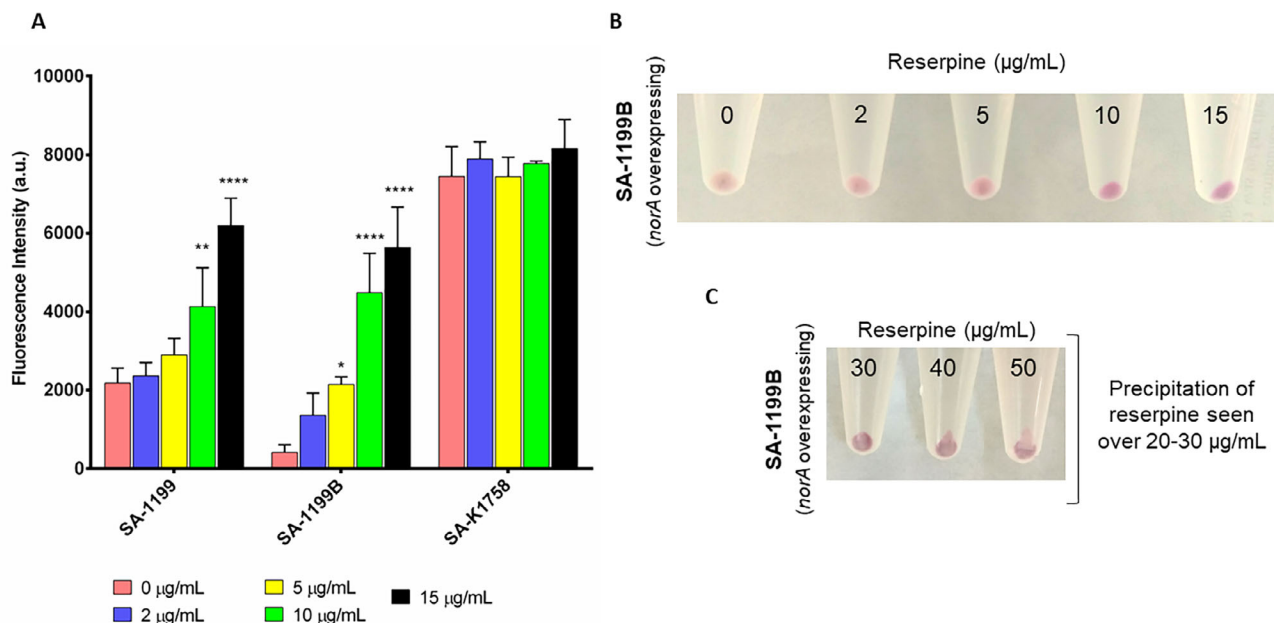 A
10000
8000
6000
4000
2000
0
Fluorescence Intensity (a.u.)
** ****
* **** ****
SA-1199
SA-1199B
SA-K1758
0 µg/mL
2 µg/mL
5 µg/mL
10 µg/mL
15 µg/mL
B
Reserpine (µg/mL)
SA-1199B
(norA overexpressing)
0 2 5 10 15
C
Reserpine (µg/mL)
SA-1199B
(norA overexpressing)
30 40 50
Precipitation of
reserpine seen
over 20-30 µg/mL